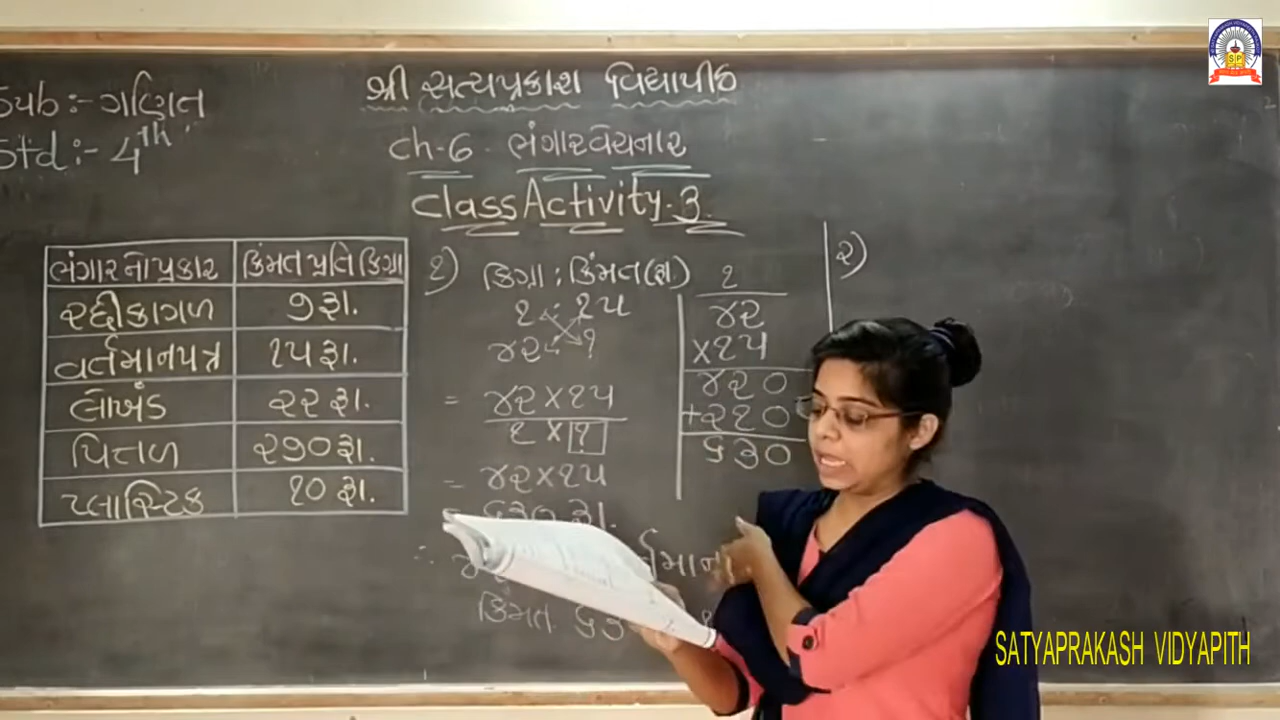 Sub :- ગણિત
Std :- 4th
શ્રી સત્યપ્રકાશ વિદ્યાપીઠ
ch-6 ભંગારવેચનાર
Class Activity-3
ભંગારનો પ્રકાર કિંમત પ્રતિ કિગ્રા
રદ્દી કાગળ ૭ રૂા.
વર્તમાનપત્ર ૧૫ રૂા.
લોખંડ ૨૨ રૂા.
પિત્તળ ૨૭૦ રૂા.
પ્લાસ્ટિક ૧૦ રૂા.
૧)
કિગ્રા : કિંમત (રૂા.)
૧ : ૧૫
૪૨ : ?
= ૪૨ × ૧૫
૧ × ?
= ૪૨ × ૧૫
= ૬૩૦ રૂા.
∴
કિંમત
૧
૪૨
× ૧૫
૪૨૦
+ ૨૧૦
૬૩૦
૨)
SATYAPRAKASH VIDYAPITH